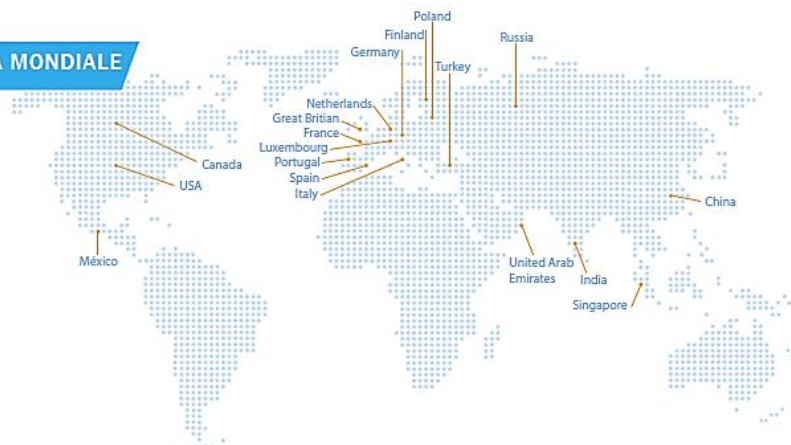 A MONDIALE
Poland
Finland
Russia
Germany
Turkey
Netherlands
Great Britian
France
Luxembourg
Portugal
Spain
Italy
Canada
USA
China
México
United Arab
Emirates
India
Singapore